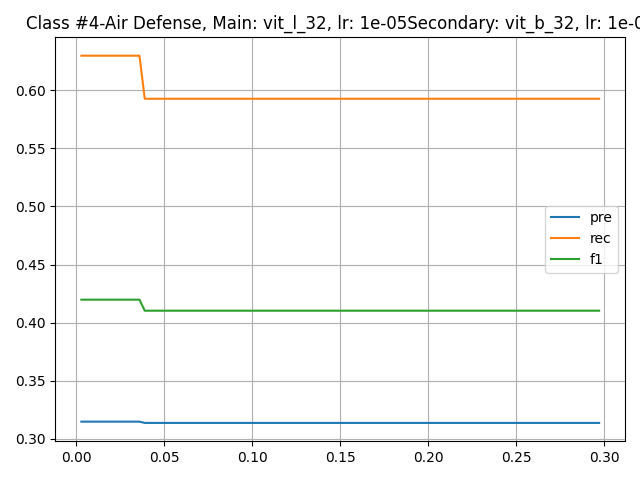 Class #4-Air Defense, Main: vit_l_32, lr: 1e-05Secondary: vit_b_32, lr: 1e-0
0.60
0.55
0.50
0.45
0.40
0.35
0.30
pre
rec
f1
0.00 0.05 0.10 0.15 0.20 0.25 0.30